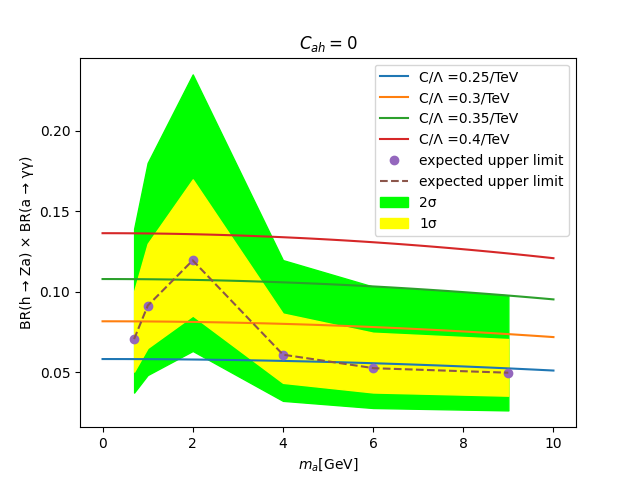 C_{ah} = 0
C/Λ =0.25/TeV
C/Λ =0.3/TeV
C/Λ =0.35/TeV
C/Λ =0.4/TeV
expected upper limit
expected upper limit
2σ
1σ
BR(h → Za) × BR(a → γγ)
0.20
0.15
0.10
0.05
0 2 4 6 8 10
m_a[GeV]